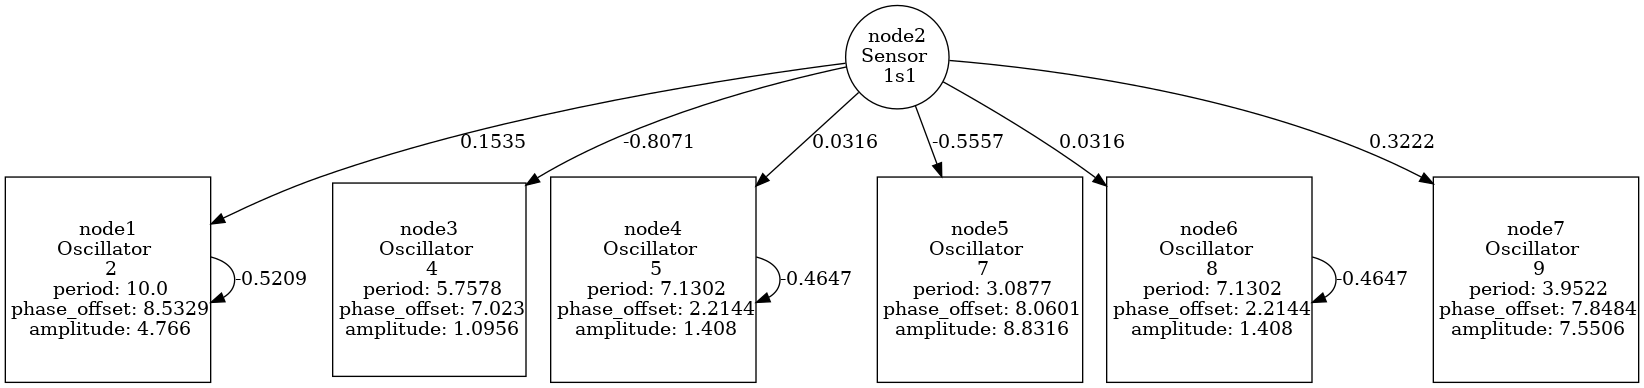 node2
Sensor
1s1
0.1535
-0.8071
0.0316
-0.5557
0.0316
0.3222
node1
Oscillator
2
period: 10.0
phase_offset: 8.5329
amplitude: 4.766
-0.5209
node3
Oscillator
4
period: 5.7578
phase_offset: 7.023
amplitude: 1.0956
node4
Oscillator
5
period: 7.1302
phase_offset: 2.2144
amplitude: 1.408
-0.4647
node5
Oscillator
7
period: 3.0877
phase_offset: 8.0601
amplitude: 8.8316
node6
Oscillator
8
period: 7.1302
phase_offset: 2.2144
amplitude: 1.408
-0.4647
node7
Oscillator
9
period: 3.9522
phase_offset: 7.8484
amplitude: 7.5506